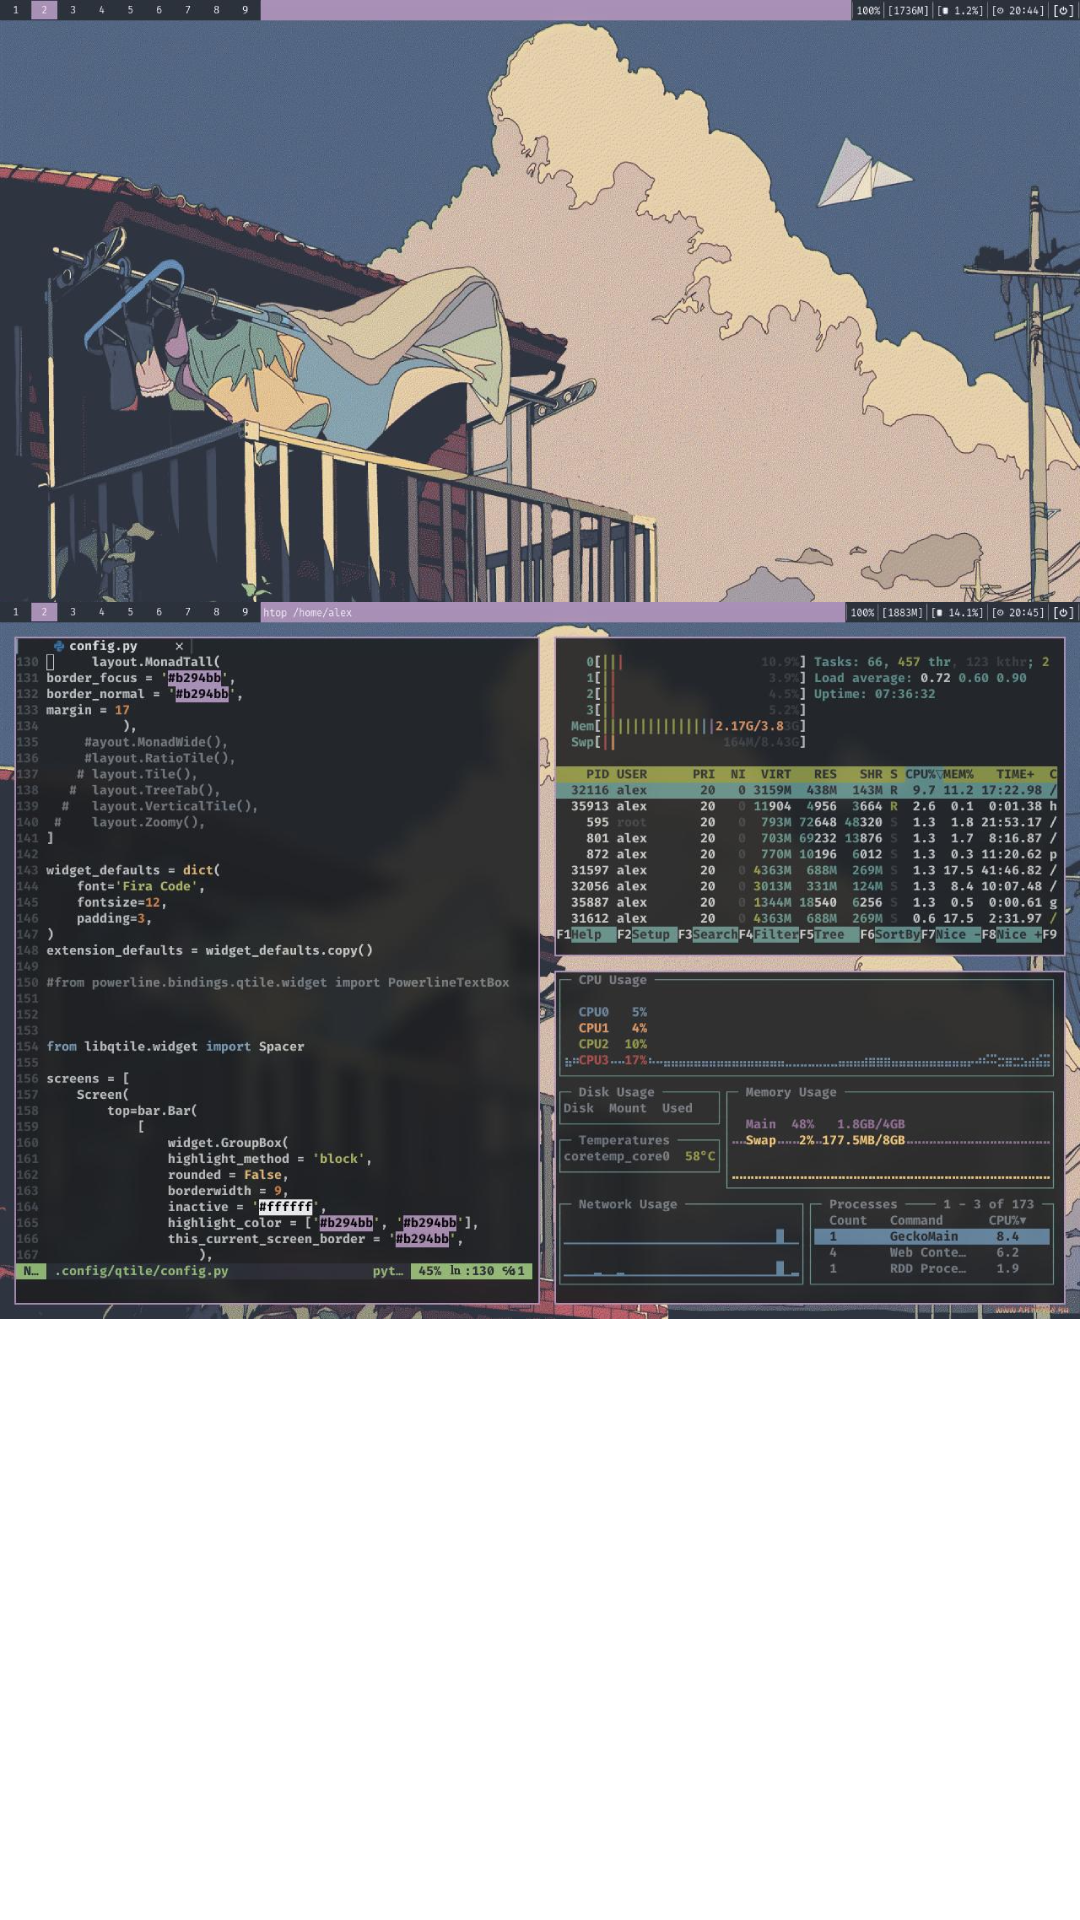 1 2 3 4 5 6 7 8 9 100% [1736M] [ 1.2%] [ 20:44] [⏻]
1 2 3 4 5 6 7 8 9 htop /home/alex 100% [1883M] [ 14.1%] [ 20:45] [⏻]
config.py ×
130 layout.MonadTall(
131 border_focus = '#b294bb',
132 border_normal = '#b294bb',
133 margin = 17
134 ),
135 #ayout.MonadWide(),
136 #layout.RatioTile(),
137 # layout.Tile(),
138 # layout.TreeTab(),
139 # layout.VerticalTile(),
140 # layout.Zoomy(),
141 ]
142
143 widget_defaults = dict(
144 font='Fira Code',
145 fontsize=12,
146 padding=3,
147 )
148 extension_defaults = widget_defaults.copy()
149
150 #from powerline.bindings.qtile.widget import PowerlineTextBox
151
152
153
154 from libqtile.widget import Spacer
155
156 screens = [
157 Screen(
158 top=bar.Bar(
159 [
160 widget.GroupBox(
161 highlight_method = 'block',
162 rounded = False,
163 borderwidth = 9,
164 inactive = '#ffffff',
165 highlight_color = ['#b294bb', '#b294bb'],
166 this_current_screen_border = '#b294bb',
167 ),
N… .config/qtile/config.py pyt… 45% ln :130 ℅61
0[||| 10.9%] Tasks: 66, 457 thr, 123 kthr; 2
1[|| 3.9%] Load average: 0.72 0.60 0.90
2[|| 4.5%] Uptime: 07:36:32
3[|| 5.2%]
Mem[|||||||||||||||2.17G/3.83G]
Swp[|| 164M/8.43G]
PID USER PRI NI VIRT RES SHR S CPU%▽MEM% TIME+ C
32116 alex 20 0 3159M 438M 143M R 9.7 11.2 17:22.98 /
35913 alex 20 0 11904 4956 3664 R 2.6 0.1 0:01.38 h
595 root 20 0 793M 72648 48320 S 1.3 1.8 21:53.17 /
801 alex 20 0 703M 69232 13876 S 1.3 1.7 8:16.87 /
872 alex 20 0 770M 10196 6012 S 1.3 0.3 11:20.62 p
31597 alex 20 0 4363M 688M 269M S 1.3 17.5 41:46.82 /
32056 alex 20 0 3013M 331M 124M S 1.3 8.4 10:07.48 /
35887 alex 20 0 1344M 18540 6256 S 1.3 0.5 0:00.61 g
31612 alex 20 0 4363M 688M 269M S 0.6 17.5 2:31.97 /
F1Help F2Setup F3SearchF4FilterF5Tree F6SortByF7Nice -F8Nice +F9
CPU Usage
CPU0 5%
CPU1 4%
CPU2 10%
CPU3 17%
Disk Usage
Disk Mount Used
Temperatures
coretemp_core0 58°C
Memory Usage
Main 48% 1.8GB/4GB
Swap 2% 177.5MB/8GB
Network Usage
Processes 1 - 3 of 173
Count Command CPU%▼
1 GeckoMain 8.4
4 Web Conte… 6.2
1 RDD Proce… 1.9